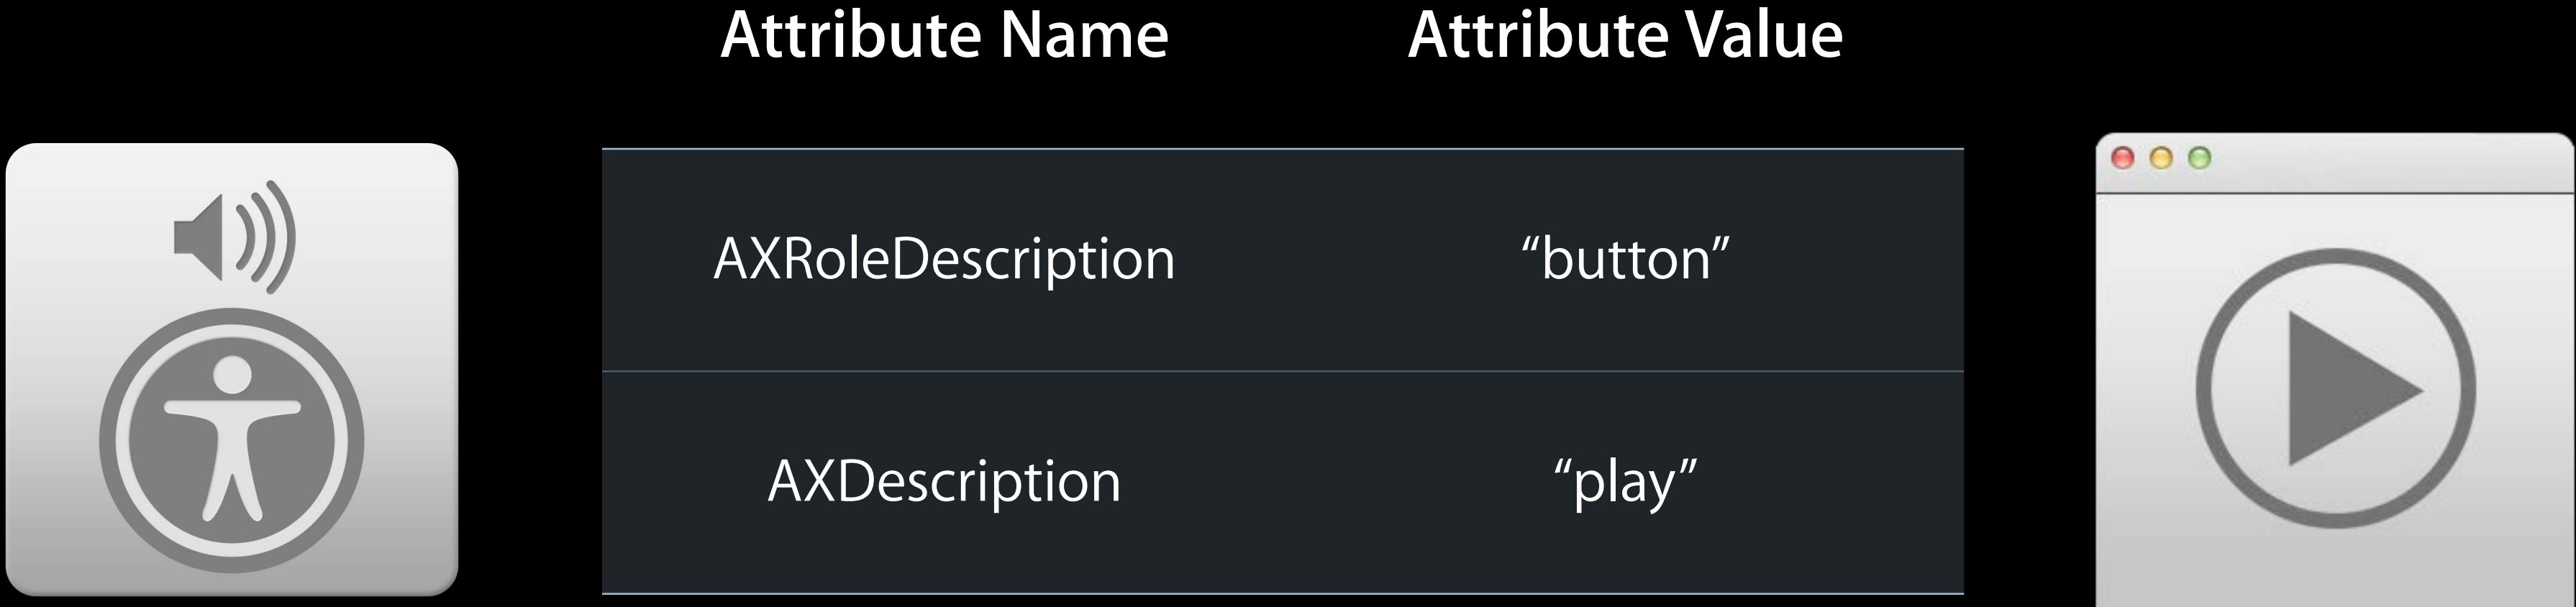 Attribute Name Attribute Value
AXRoleDescription “button”
AXDescription “play”